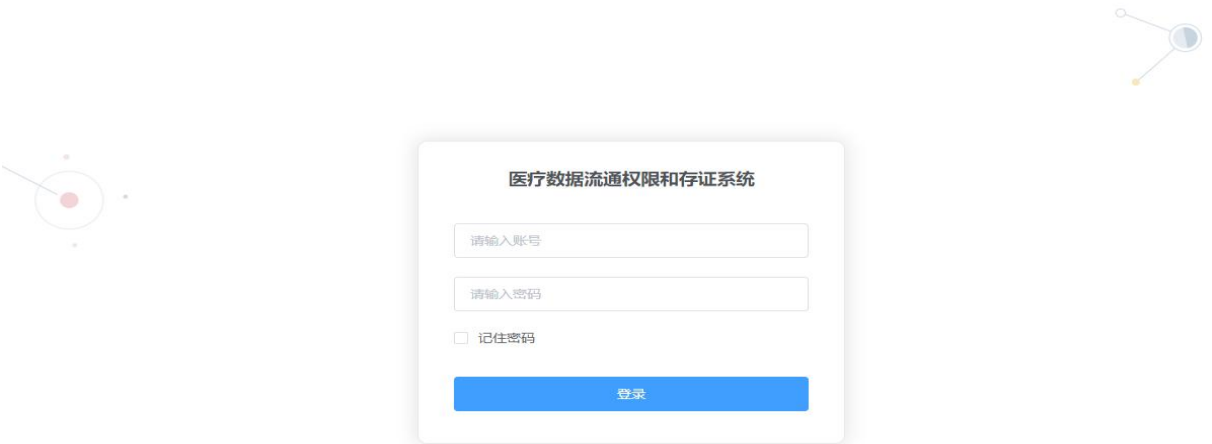 医疗数据流通权限和存证系统
请输入账号
请输入密码
记住密码
登录